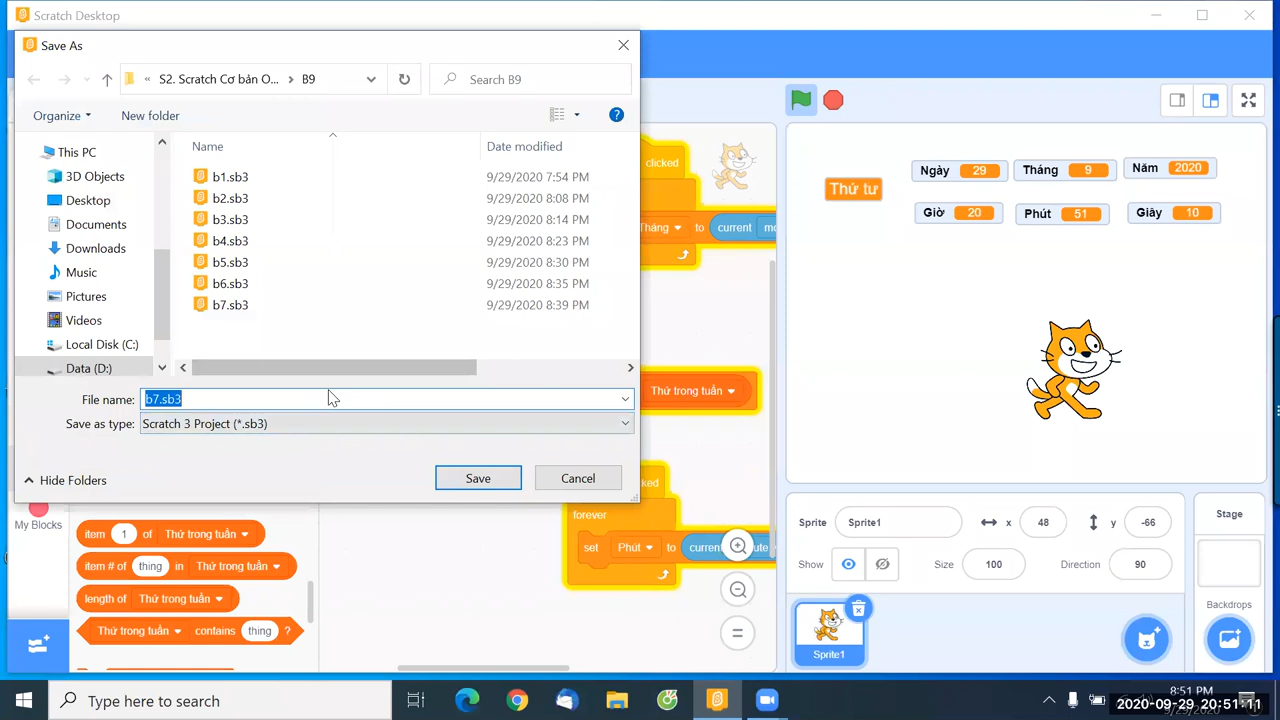 Scratch Desktop
Save As
« S2. Scratch Cơ bản O... › B9
Search B9
Organize
New folder
This PC
3D Objects
Desktop
Documents
Downloads
Music
Pictures
Videos
Local Disk (C:)
Data (D:)
Name Date modified
b1.sb3 9/29/2020 7:54 PM
b2.sb3 9/29/2020 8:08 PM
b3.sb3 9/29/2020 8:14 PM
b4.sb3 9/29/2020 8:23 PM
b5.sb3 9/29/2020 8:30 PM
b6.sb3 9/29/2020 8:35 PM
b7.sb3 9/29/2020 8:39 PM
File name: b7.sb3
Save as type: Scratch 3 Project (*.sb3)
Hide Folders
Save
Cancel
clicked
Tháng to current
Thứ trong tuần
forever
set Phút to
My Blocks
item 1 of Thứ trong tuần
item # of thing in Thứ trong tuần
length of Thứ trong tuần
Thứ trong tuần contains thing ?
Thứ tư
Ngày 29
Tháng 9
Năm 2020
Giờ 20
Phút 51
Giây 10
Sprite Sprite1 x 48 y -66
Show Size 100 Direction 90
Sprite1
Stage
Backdrops
Type here to search
8:51 PM
2020-09-29 20:51:11